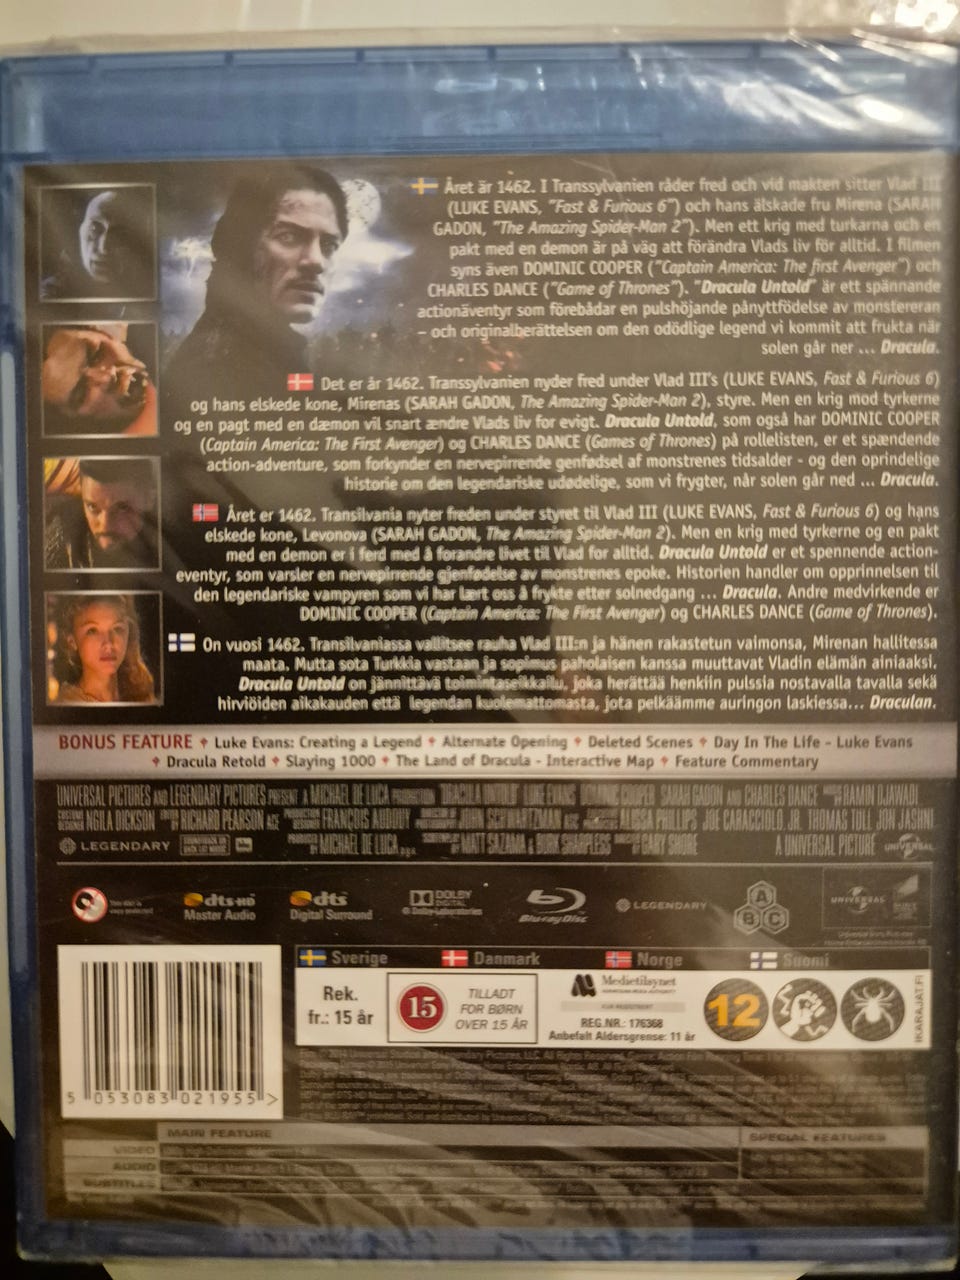 Året är 1462. I Transsylvanien råder fred och vid makten sitter Vlad III
(LUKE EVANS, "Fast & Furious 6") och hans älskade fru Mirena (SARAH
GADON, "The Amazing Spider-Man 2"). Men ett krig med turkarna och en
pakt med en demon är på väg att förändra Vlads liv för alltid. I filmen
syns även DOMINIC COOPER ("Captain America: The first Avenger") och
CHARLES DANCE ("Game of Thrones"). "Dracula Untold" är ett spännande
actionäventyr som förebådar en pulshöjande pånyttfödelse av monstereran
– och originalberättelsen om den odödlige legend vi kommit att frukta när
solen går ner ... Dracula.
Det er år 1462. Transsylvanien nyder fred under Vlad III's (LUKE EVANS, Fast & Furious 6)
og hans elskede kone, Mirenas (SARAH GADON, The Amazing Spider-Man 2), styre. Men en krig med tyrkerne
og en pagt med en dæmon vil snart ændre Vlads liv for evigt. Dracula Untold, som også har DOMINIC COOPER
(Captain America: The First Avenger) og CHARLES DANCE (Games of Thrones) på rollelisten, er et spændende
action-adventure, som forkynder en nervepirrende genfødsel af monstrenes tidsalder - og den oprindelige
historie om den legendariske udødelige, som vi frygter, når solen går ned ... Dracula.
Året er 1462. Transilvania nyter freden under styret til Vlad III (LUKE EVANS, Fast & Furious 6) og hans
elskede kone, Levonova (SARAH GADON, The Amazing Spider-Man 2). Men en krig med tyrkerne og en pakt
med en demon er i ferd med å forandre livet til Vlad for alltid. Dracula Untold er et spennende action-
eventyr, som varsler en nervepirrende gjenfødelse av monstrenes epoke. Historien handler om opprinnelsen til
den legendariske vampyren som vi har lært oss å frykte etter solnedgang ... Dracula. Andre medvirkende er
DOMINIC COOPER (Captain America: The First Avenger) og CHARLES DANCE (Game of Thrones).
On vuosi 1462. Transilvaniassa vallitsee rauha Vlad III:n ja hänen rakastetun vaimonsa, Mirenan hallitessa
maata. Mutta sota Turkkia vastaan ja sopimus paholaisen kanssa muuttavat Vladin elämän ainiaaksi.
Dracula Untold on jännittävä toimintaseikkailu, joka herättää henkiin pulssia nostavalla tavalla sekä
hirviöiden aikakauden että legendan kuolemattomasta, jota pelkäämme auringon laskiessa... Draculan.
BONUS FEATURE Luke Evans: Creating a Legend Alternate Opening Deleted Scenes Day In The Life - Luke Evans
Dracula Retold Slaying 1000 The Land of Dracula - Interactive Map Feature Commentary
UNIVERSAL PICTURES AND LEGENDARY PICTURES PRESENT A MICHAEL DE LUCA PRODUCTION "DRACULA UNTOLD" LUKE EVANS DOMINIC COOPER SARAH GADON AND CHARLES DANCE RAMIN DJAWADI
COSTUME DESIGNER NGILA DICKSON EDITED BY RICHARD PEARSON ACE PRODUCTION DESIGNER FRANÇOIS AUDOUY JOHN SCHWARTZMAN ASC ALISSA PHILLIPS JOE CARACCIOLO, JR. THOMAS TULL JON JASHNI
LEGENDARY PRODUCED BY MICHAEL DE LUCA p.g.a. MATT SAZAMA & BURK SHARPLESS GARY SHORE A UNIVERSAL PICTURE UNIVERSAL
dts-HD Master Audio
dts Digital Surround
DOLBY DIGITAL
Blu-ray Disc
LEGENDARY
A B C
UNIVERSAL
Sverige Danmark Norge Suomi
Rek. fr.: 15 år
15
TILLADT FOR BØRN OVER 15 ÅR
Medietilsynet
REG.NR.: 176368
Anbefalt Aldersgrense: 11 år
12
IKARAJAT.FI
5 053083 021955 >
MAIN FEATURE SPECIAL FEATURES
VIDEO
AUDIO
SUBTITLES